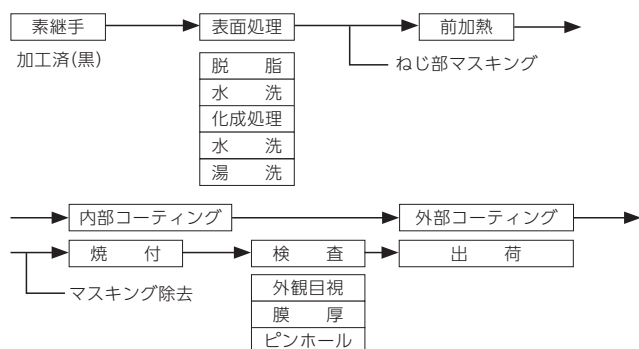 素継手
表面処理
前加熱
加工済(黒)
ねじ部マスキング
脱 脂
水 洗
化成処理
水 洗
湯 洗
内部コーティング
外部コーティング
焼 付
検 査
出 荷
マスキング除去
外観目視
膜 厚
ピンホール